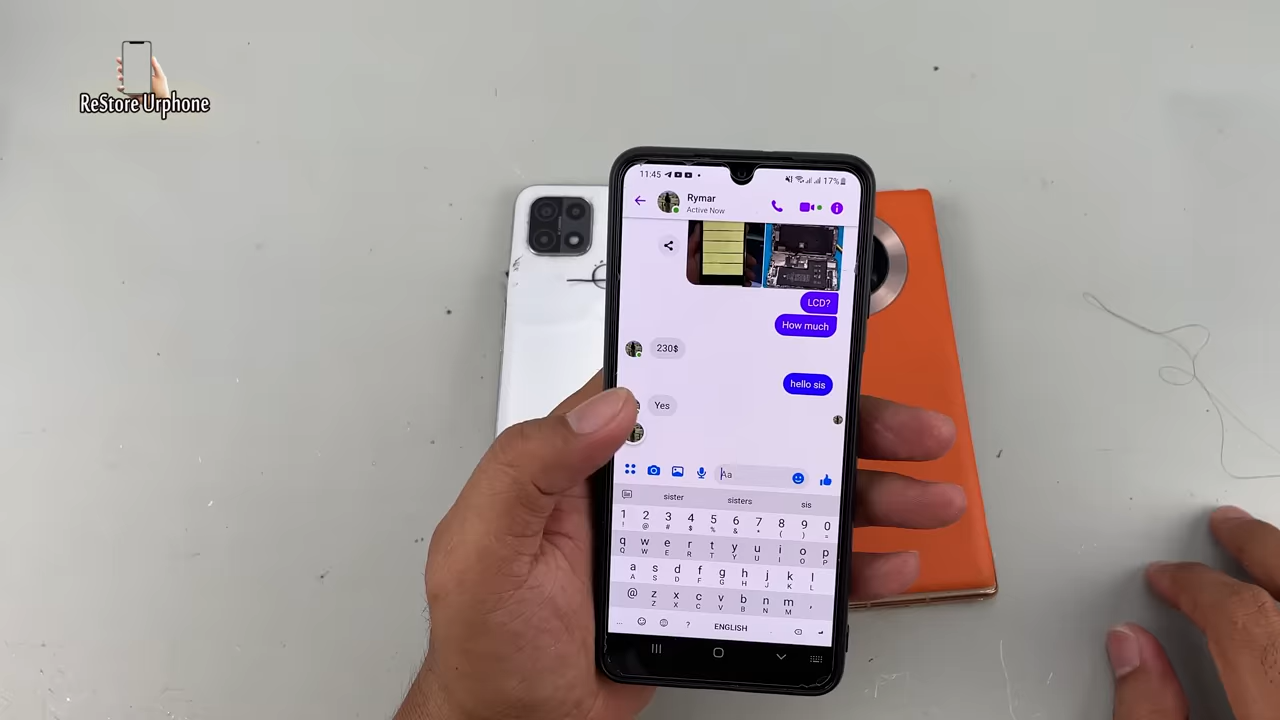 ReStore Urphone
11:45
17%
Rymar
Active Now
LCD?
How much
230$
hello sis
Yes
Aa
sister sisters sis
1 2 3 4 5 6 7 8 9 0
! @ # $ % & * ( ) =
q w e r t y u i o p
Q W E R T Y U I O P
a s d f g h j k l
A S D F G H J K L
@ z x c v b n m ,
Z X C V B N M
... ? ENGLISH .